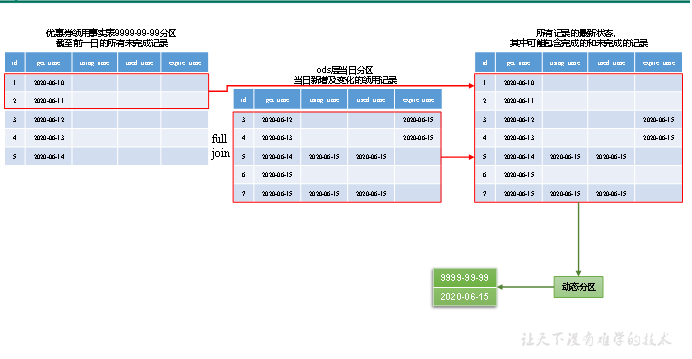 优惠券领用事实表9999-99-99分区
截至前一日的所有未完成记录
id get_time using_time used_time expire_time
1 2020-06-10
2 2020-06-11
3 2020-06-12
4 2020-06-13
5 2020-06-14
full
join
ods层当日分区
当日新增及变化的领用记录
id get_time using_time used_time expire_time
3 2020-06-12 2020-06-15
4 2020-06-13 2020-06-15
5 2020-06-14 2020-06-15 2020-06-15
6 2020-06-15
7 2020-06-15 2020-06-15 2020-06-15
所有记录的最新状态,
其中可能包含完成的和未完成的记录
id get_time using_time used_time expire_time
1 2020-06-10
2 2020-06-11
3 2020-06-12 2020-06-15
4 2020-06-13 2020-06-15
5 2020-06-14 2020-06-15 2020-06-15
6 2020-06-15
7 2020-06-15 2020-06-15 2020-06-15
动态分区
9999-99-99
2020-06-15
让天下没有难学的技术